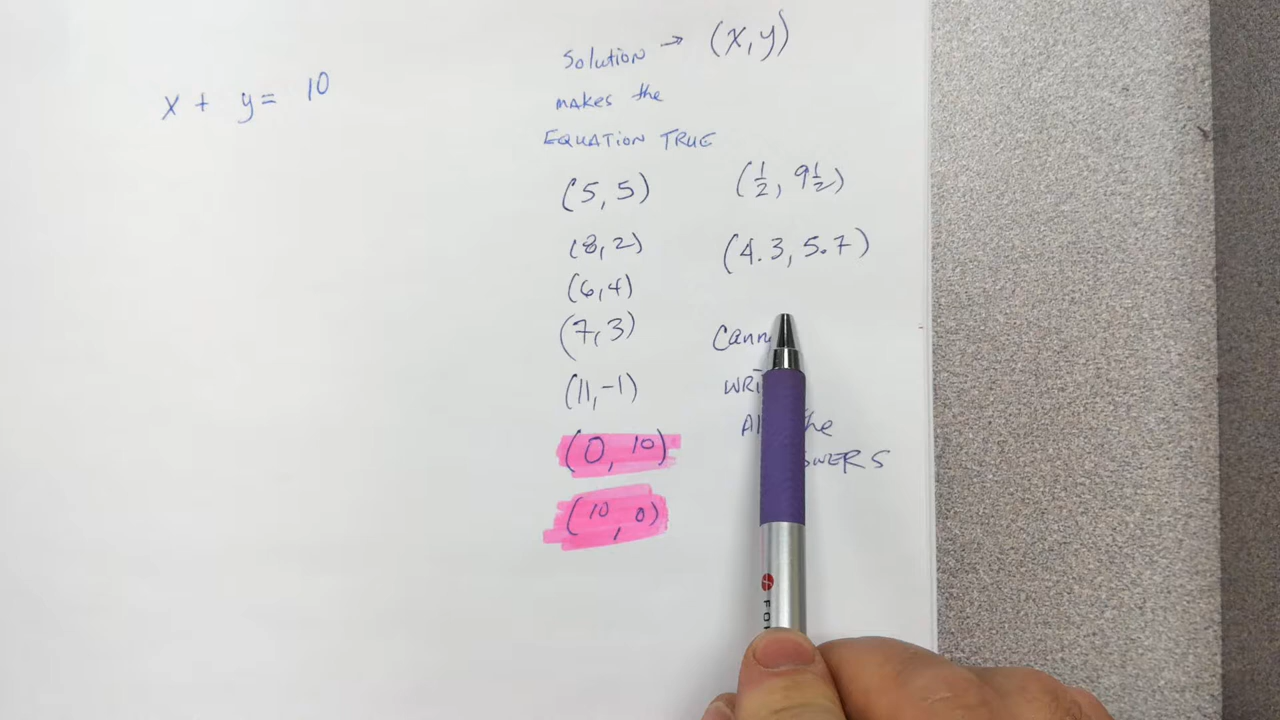 x + y = 10
Solution → (x,y)
makes the
EQUATION TRUE
(5, 5)
(8, 2)
(6, 4)
(7, 3)
(11, -1)
(0, 10)
(10, 0)
(1/2, 9 1/2)
(4.3, 5.7)
the